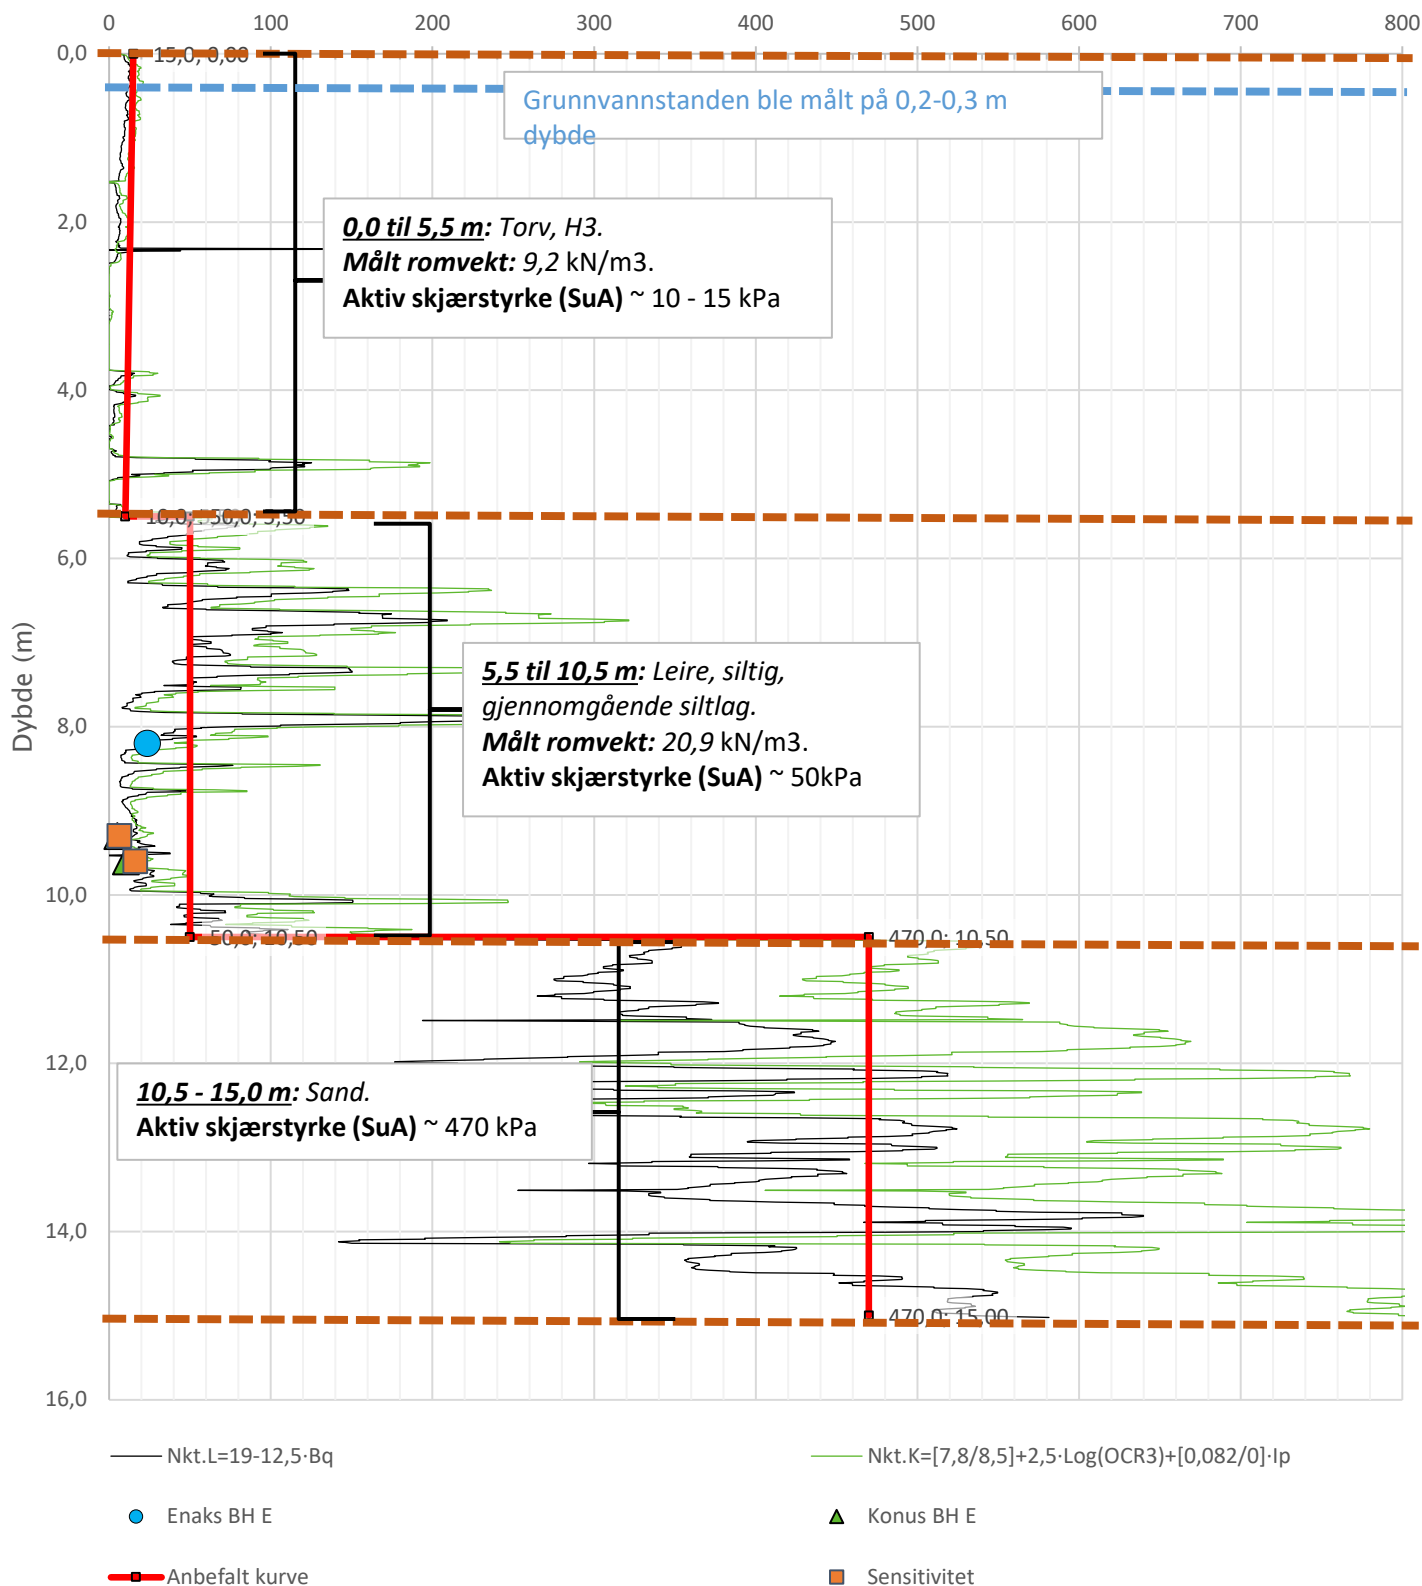 0 100 200 300 400 500 600 700 800
0,0
15,0; 0,00
Grunnvannstanden ble målt på 0,2-0,3 m
dybde
2,0
0,0 til 5,5 m: Torv, H3.
Målt romvekt: 9,2 kN/m3.
Aktiv skjærstyrke (SuA) ~ 10 - 15 kPa
4,0
6,0
Dybde (m)
5,5 til 10,5 m: Leire, siltig,
gjennomgående siltlag.
Målt romvekt: 20,9 kN/m3.
Aktiv skjærstyrke (SuA) ~ 50kPa
8,0
10,0
50,0; 10,50
470,0; 10,50
12,0
10,5 - 15,0 m: Sand.
Aktiv skjærstyrke (SuA) ~ 470 kPa
14,0
470,0; 15,00
16,0
Nkt.L=19-12,5·Bq
Nkt.K=[7,8/8,5]+2,5·Log(OCR3)+[0,082/0]·Ip
Enaks BH E
Konus BH E
Anbefalt kurve
Sensitivitet